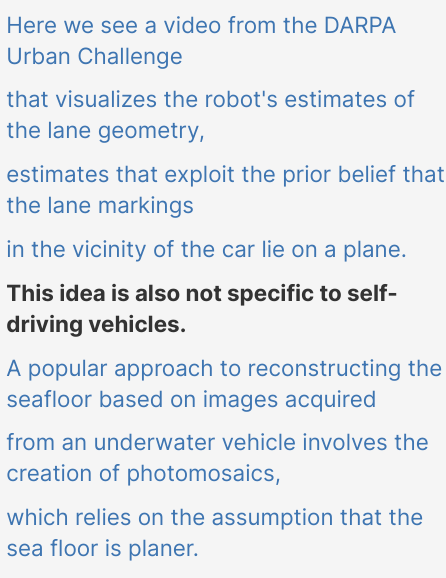 Here we see a video from the DARPA
Urban Challenge
that visualizes the robot's estimates of
the lane geometry,
estimates that exploit the prior belief that
the lane markings
in the vicinity of the car lie on a plane.
This idea is also not specific to self-
driving vehicles.
A popular approach to reconstructing the
seafloor based on images acquired
from an underwater vehicle involves the
creation of photomosaics,
which relies on the assumption that the
sea floor is planer.